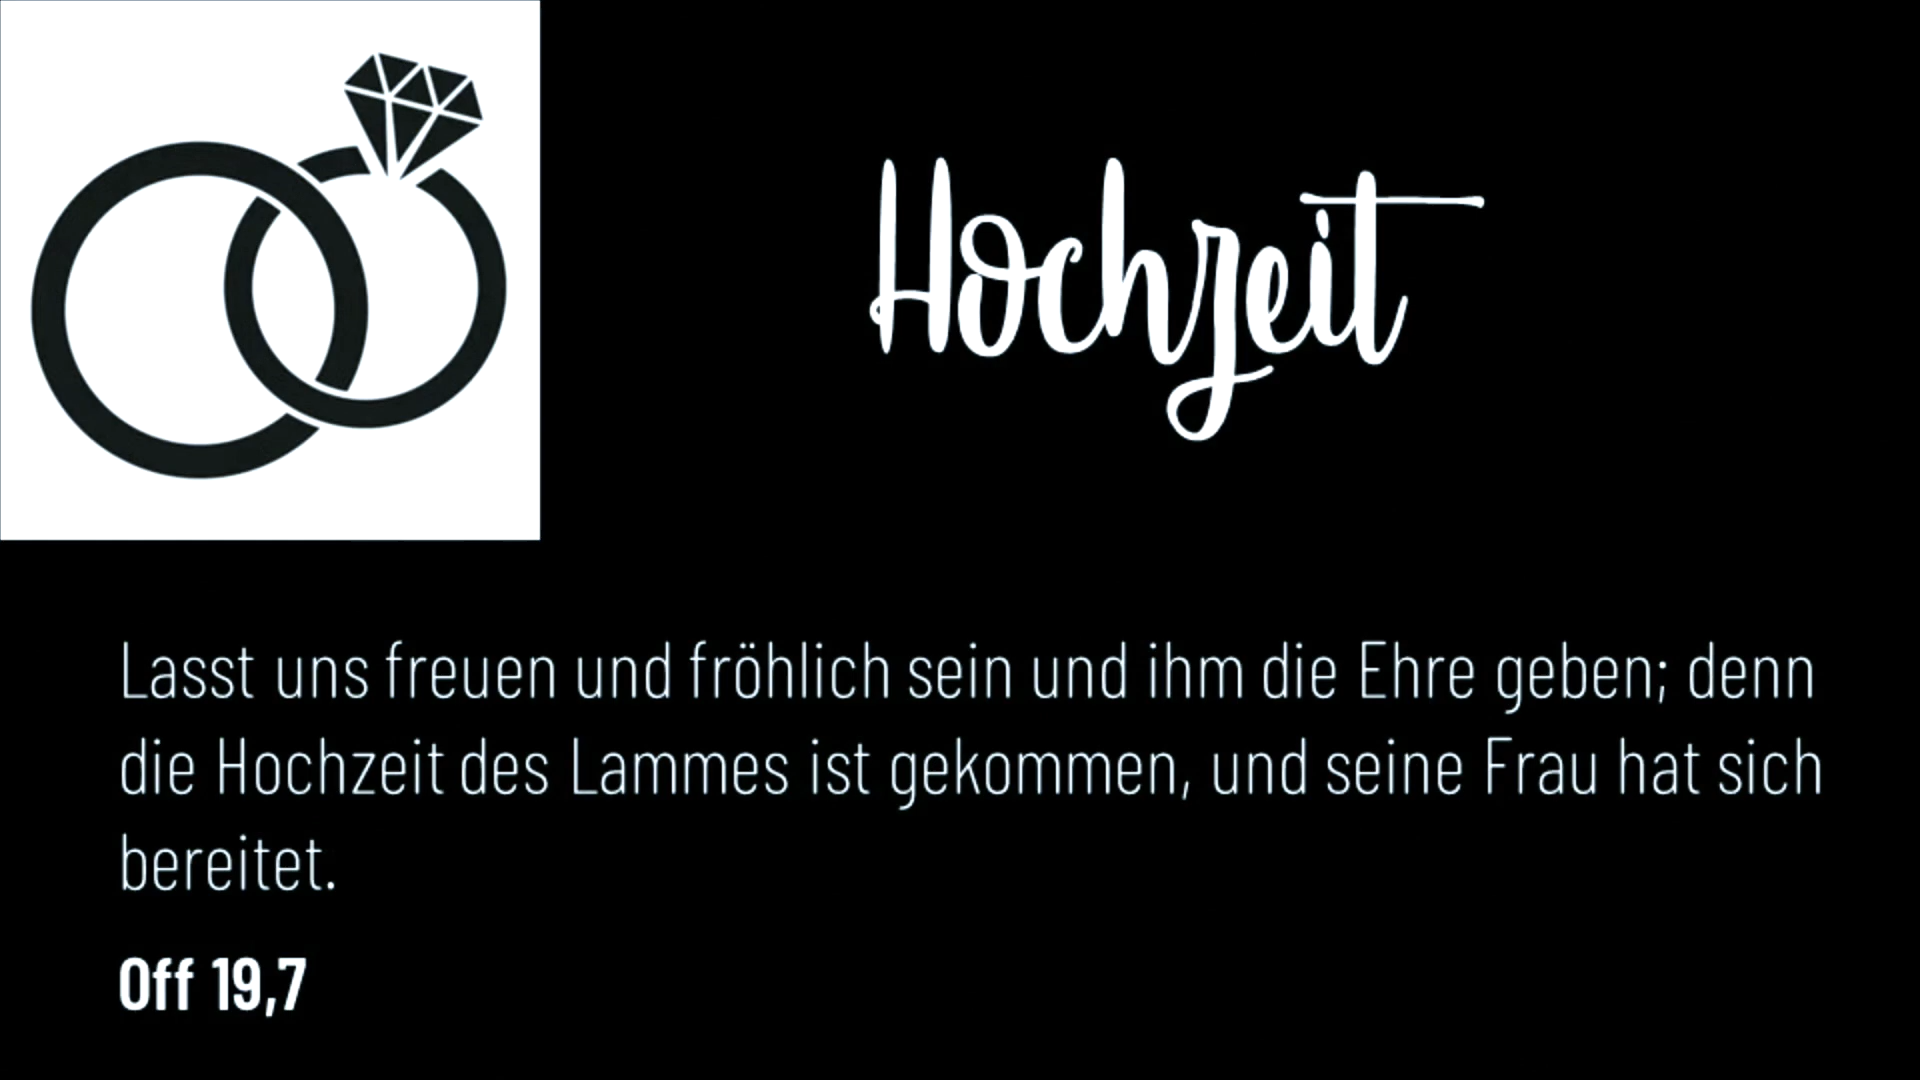 Hochzeit
Lasst uns freuen und fröhlich sein und ihm die Ehre geben; denn
die Hochzeit des Lammes ist gekommen, und seine Frau hat sich
bereitet.
Off 19,7